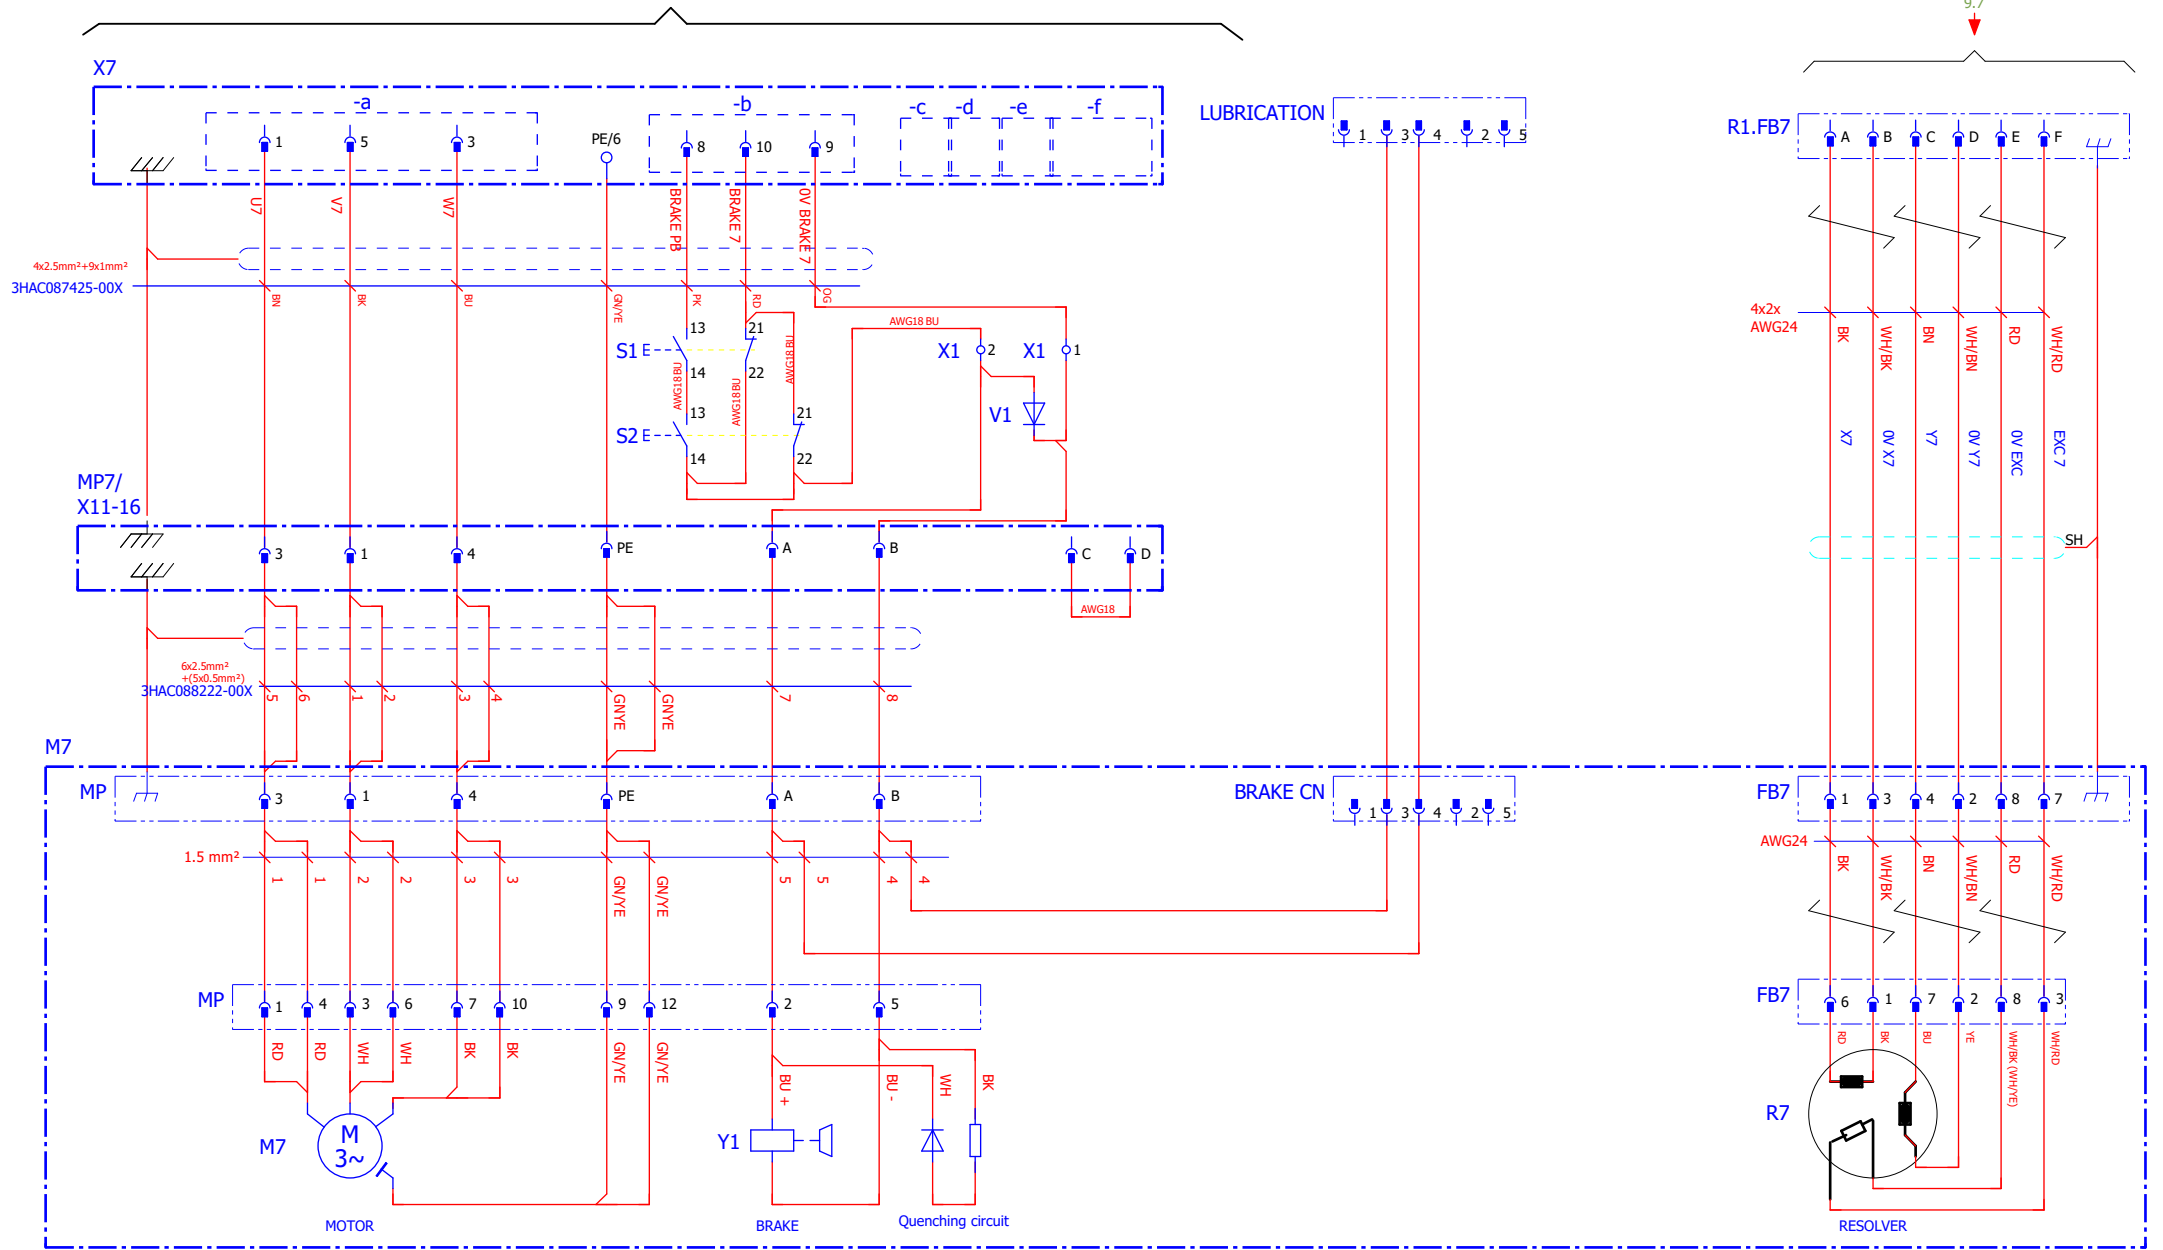 9.7
X7
-a
-b
-c
-d
-e
-f
1
5
3
PE/6
8
10
9
LUBRICATION
1
3
4
2
5
R1.FB7
A
B
C
D
E
F
U7
V7
W7
BRAKE PB
BRAKE 7
0V BRAKE 7
4x2.5mm²+9x1mm²
3HAC087425-00X
BN
BK
BU
GN/YE
PK
RD
OG
4x2x
AWG24
BK
WH/BK
BN
WH/BN
RD
WH/RD
13
21
AWG18 BU
S1
14
22
AWG18BU
AWG18BU
AWG18BU
X1
2
X1
1
V1
13
21
S2
14
22
X7
0V X7
Y7
0V Y7
0V EXC
EXC 7
MP7/
X11-16
3
1
4
PE
A
B
C
D
SH
AWG18
6x2.5mm²
+(5x0.5mm²)
3HAC088222-00X
5
6
1
2
3
4
GNYE
GNYE
7
8
M7
MP
3
1
4
PE
A
B
BRAKE CN
1
3
4
2
5
FB7
1
3
4
2
8
7
1.5 mm²
1
1
2
2
3
3
GN/YE
GN/YE
5
5
4
4
AWG24
BK
WH/BK
BN
WH/BN
RD
WH/RD
MP
1
4
3
6
7
10
9
12
2
5
FB7
6
1
7
2
8
3
RD
RD
WH
WH
BK
BK
GN/YE
GN/YE
BU +
BU -
WH
BK
RD
BK
BU
YE
WH/BK (WH/YE)
WH/RD
M7
M
3~
Y1
R7
MOTOR
BRAKE
Quenching circuit
RESOLVER